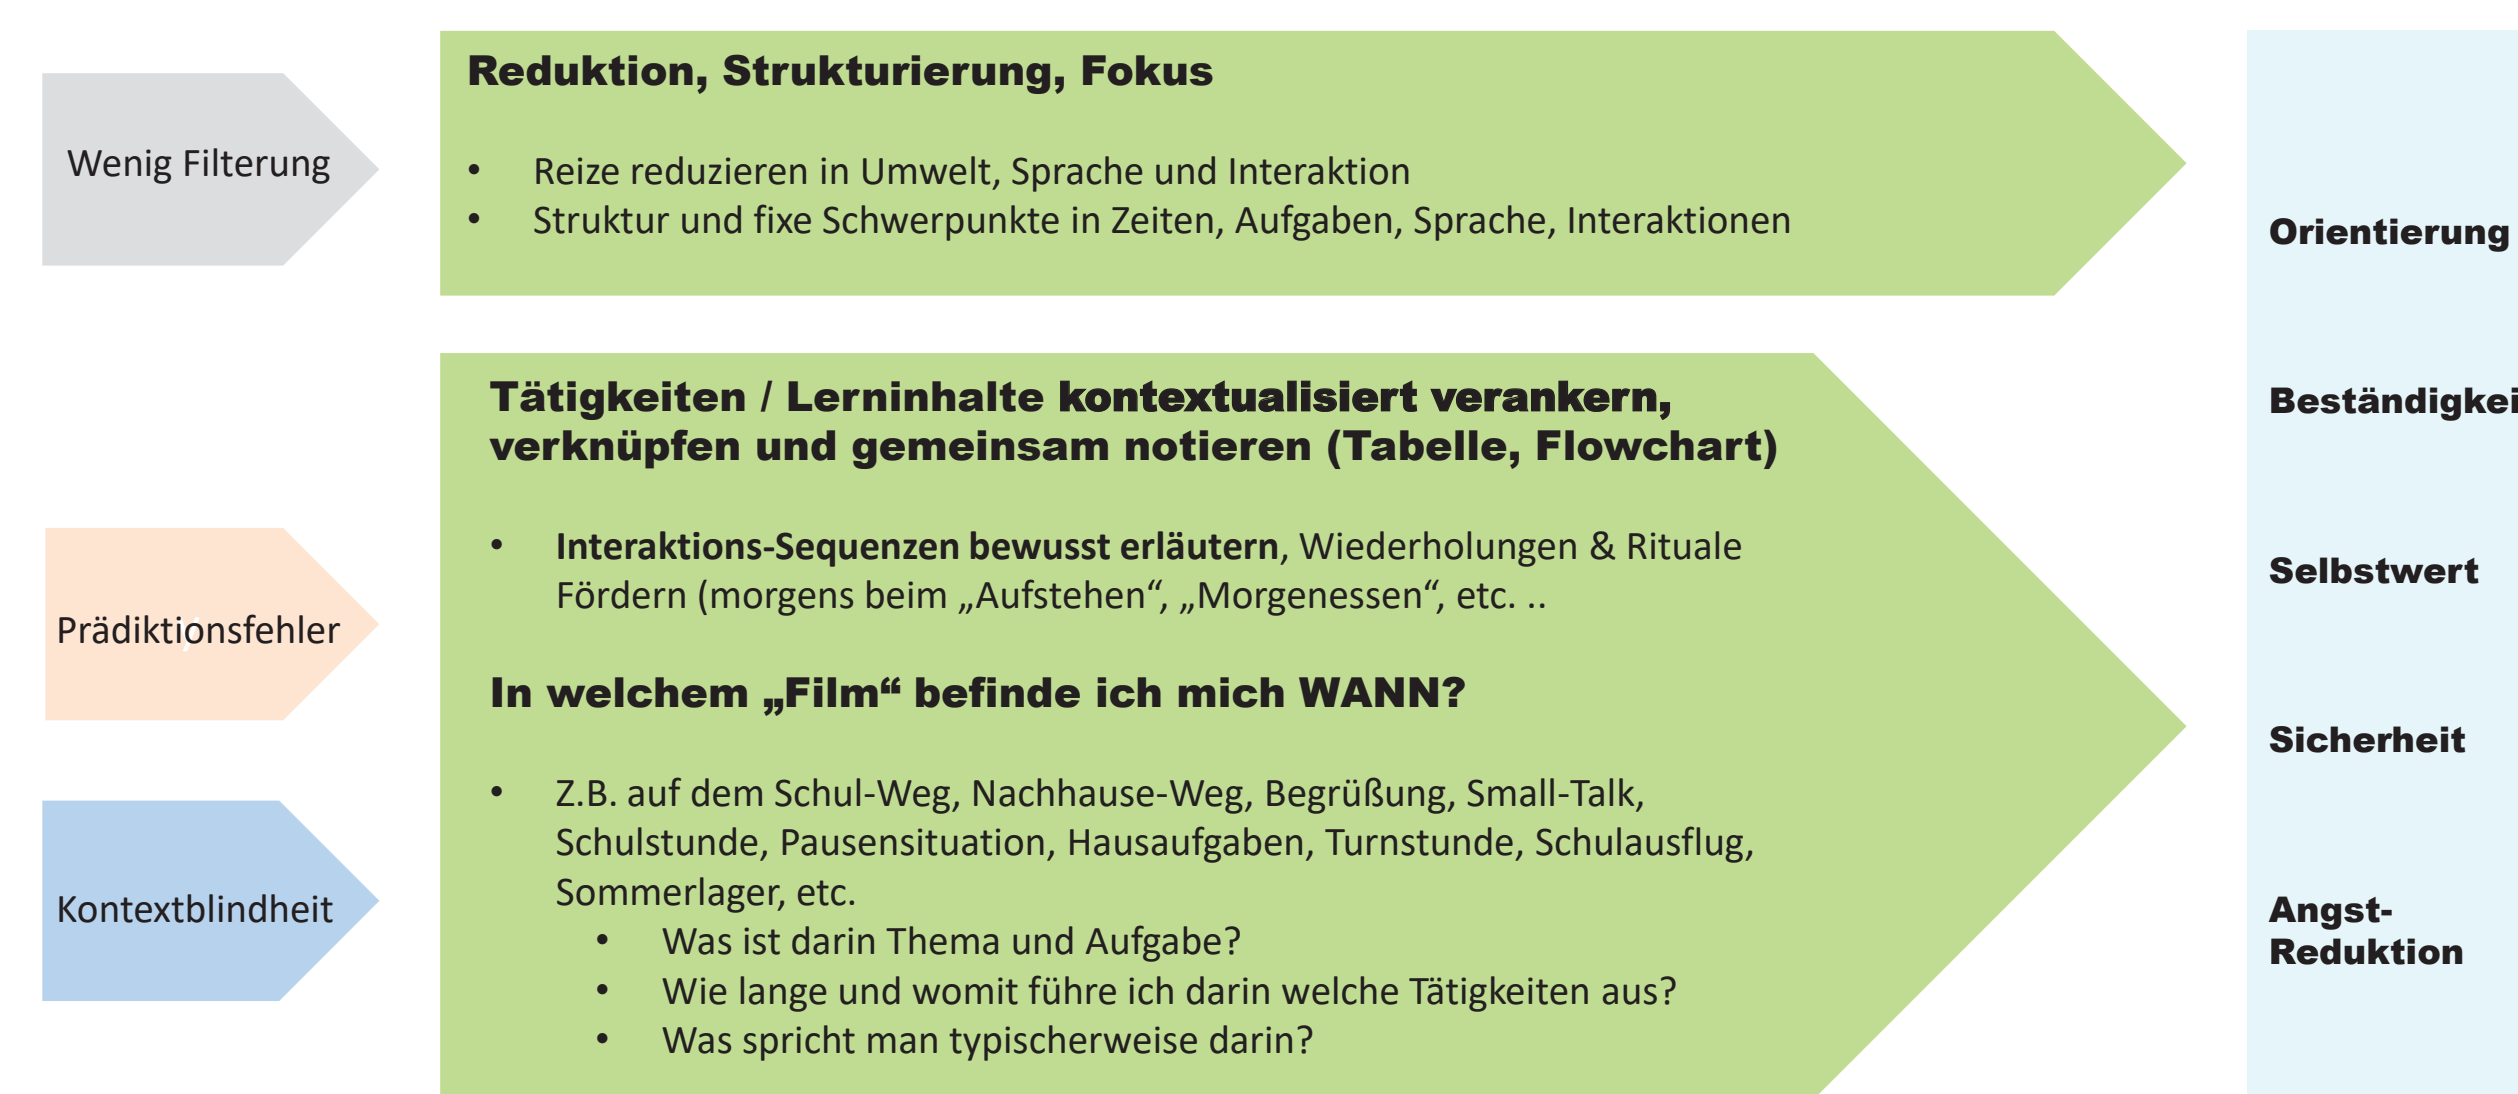 Wenig Filterung
Reduktion, Strukturierung, Fokus
• Reize reduzieren in Umwelt, Sprache und Interaktion
• Struktur und fixe Schwerpunkte in Zeiten, Aufgaben, Sprache, Interaktionen
Prädiktionsfehler
Kontextblindheit
Tätigkeiten / Lerninhalte kontextualisiert verankern,
verknüpfen und gemeinsam notieren (Tabelle, Flowchart)
• Interaktions-Sequenzen bewusst erläutern, Wiederholungen & Rituale
Fördern (morgens beim „Aufstehen“, „Morgenessen“, etc. ..
In welchem „Film“ befinde ich mich WANN?
• Z.B. auf dem Schul-Weg, Nachhause-Weg, Begrüßung, Small-Talk,
Schulstunde, Pausensituation, Hausaufgaben, Turnstunde, Schulausflug,
Sommerlager, etc.
• Was ist darin Thema und Aufgabe?
• Wie lange und womit führe ich darin welche Tätigkeiten aus?
• Was spricht man typischerweise darin?
Orientierung
Beständigkei
Selbstwert
Sicherheit
Angst-
Reduktion